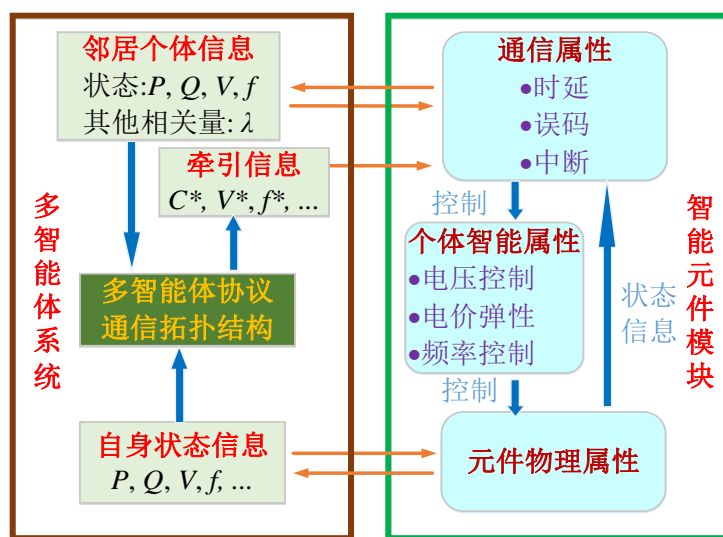 邻居个体信息
状态:P, Q, V, f
其他相关量: λ
牵引信息
C*, V*, f*, ...
多智能体系统
多智能体协议
通信拓扑结构
自身状态信息
P, Q, V, f, ...
通信属性
●时延
●误码
●中断
控制
个体智能属性
●电压控制
●电价弹性
●频率控制
控制
状态
信息
智能元件模块
元件物理属性